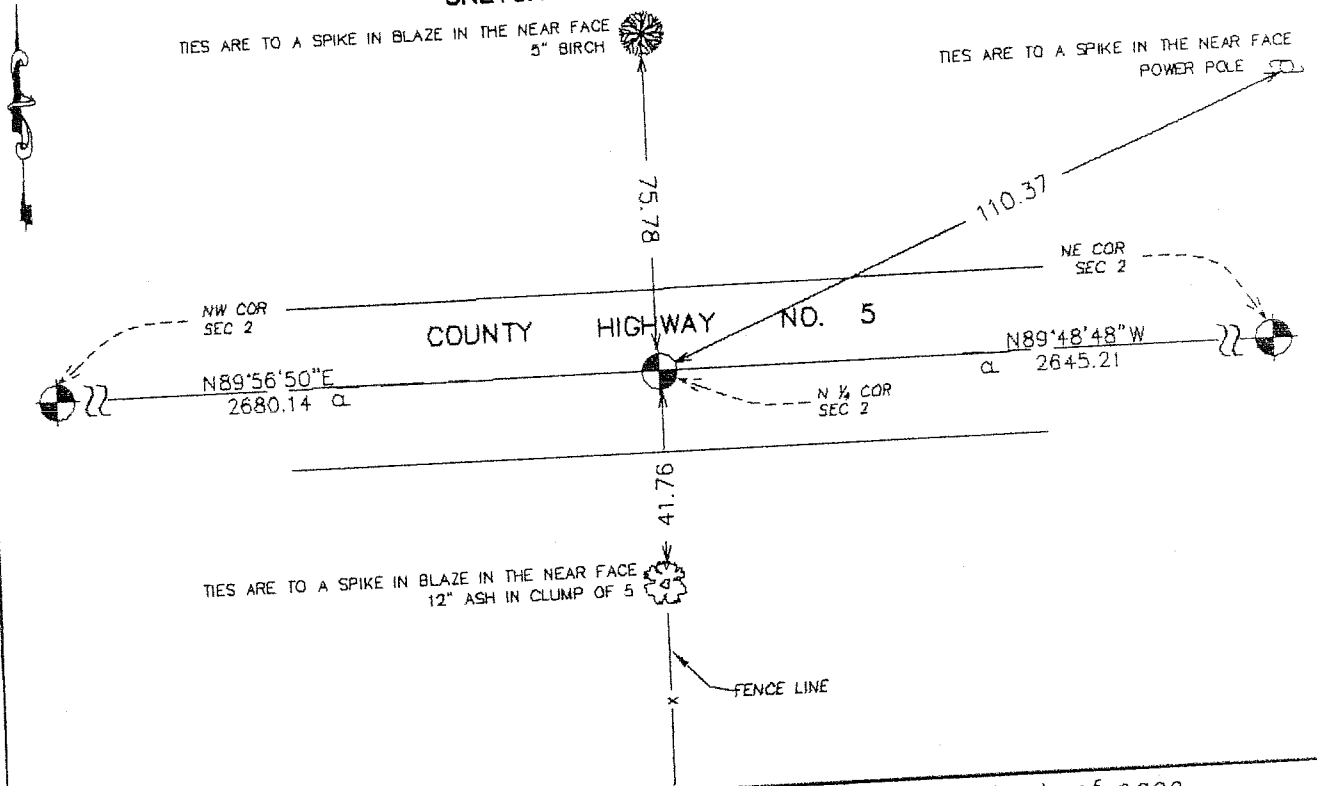 TIES ARE TO A SPIKE IN BLAZE IN THE NEAR FACE
5" BIRCH
TIES ARE TO A SPIKE IN THE NEAR FACE
POWER POLE
75.78
110.37
NE COR
SEC 2
NW COR
SEC 2
COUNTY HIGHWAY NO. 5
N89°56'50"E
2680.14 a
N89°48'48"W
a 2645.21
N ¼ COR
SEC 2
41.76
TIES ARE TO A SPIKE IN BLAZE IN THE NEAR FACE
12" ASH IN CLUMP OF 5
FENCE LINE
x